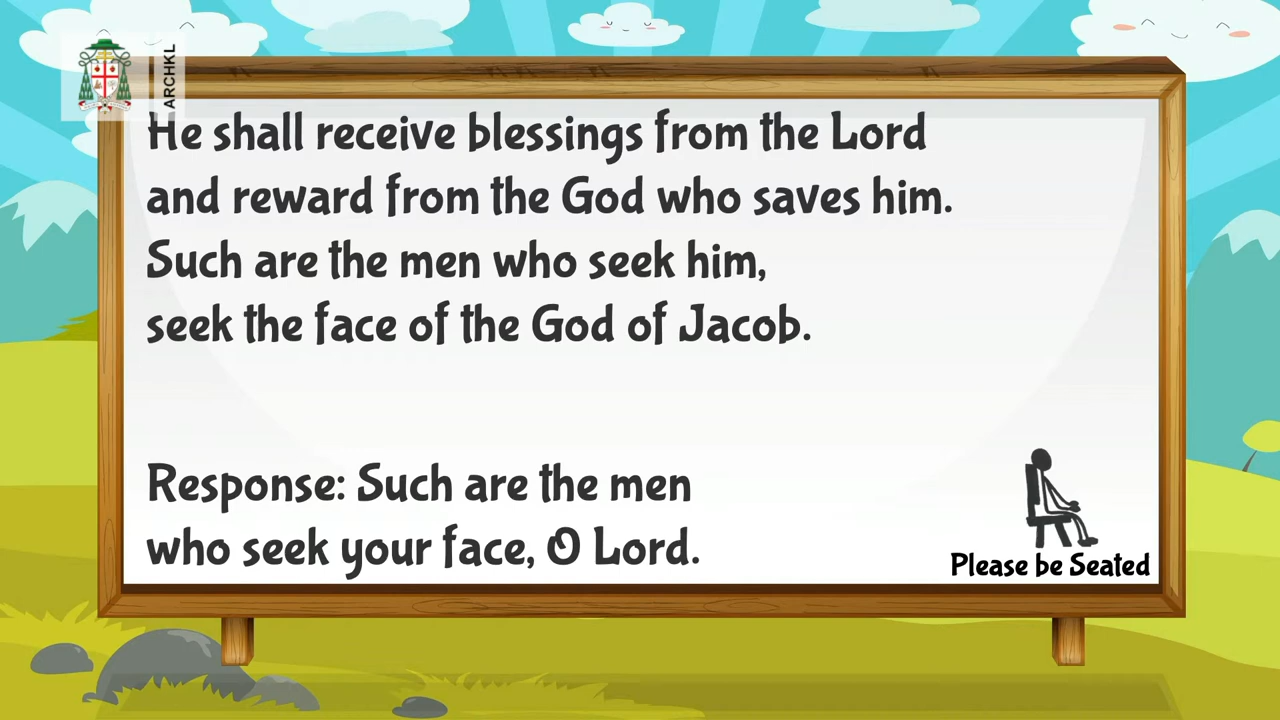 ARCHKL
He shall receive blessings from the Lord
and reward from the God who saves him.
Such are the men who seek him,
seek the face of the God of Jacob.
Response: Such are the men
who seek your face, O Lord.
Please be Seated